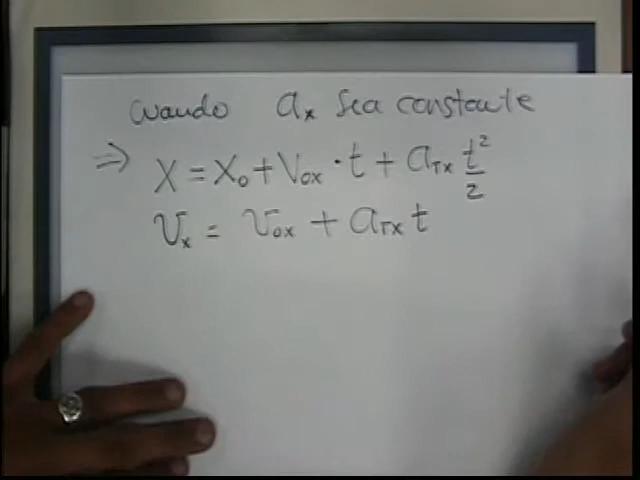 cuando ax sea constante
⇒ X = X₀ + V₀ₓ · t + aTx t²/2
Vx = V₀ₓ + aTx t